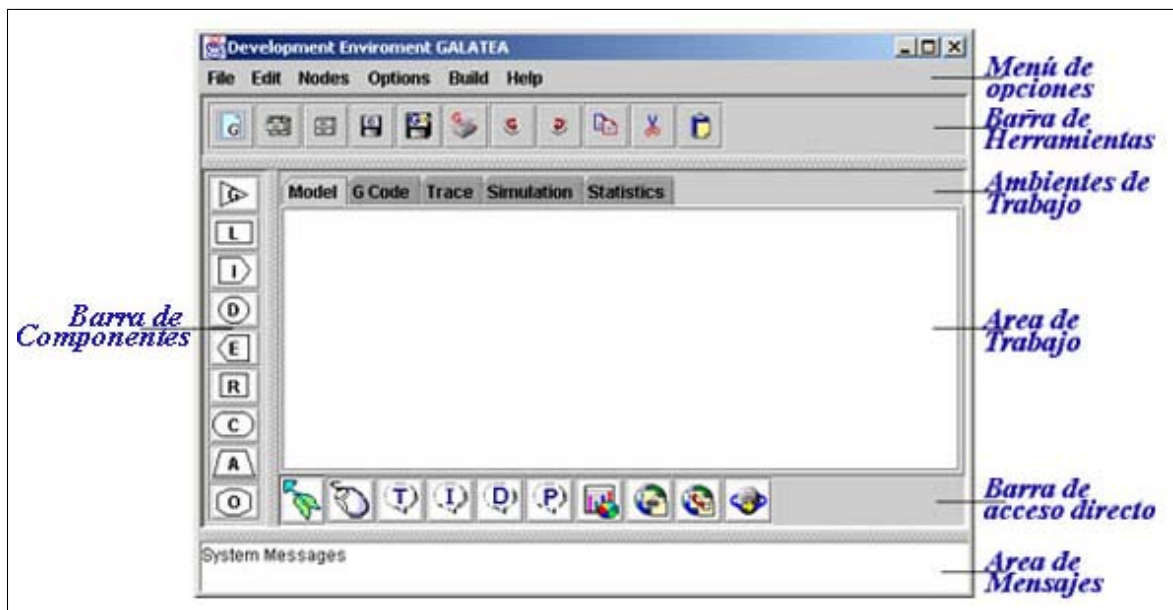 Development Enviroment GALATEA
File Edit Nodes Options Build Help
Menú de
opciones
G
Barra de
Herramientas
Model G Code Trace Simulation Statistics
Ambientes de
Trabajo
G
L
I
D
E
R
C
A
O
Barra de
Componentes
Area de
Trabajo
T I D P
Barra de
acceso directo
System Messages
Area de
Mensajes